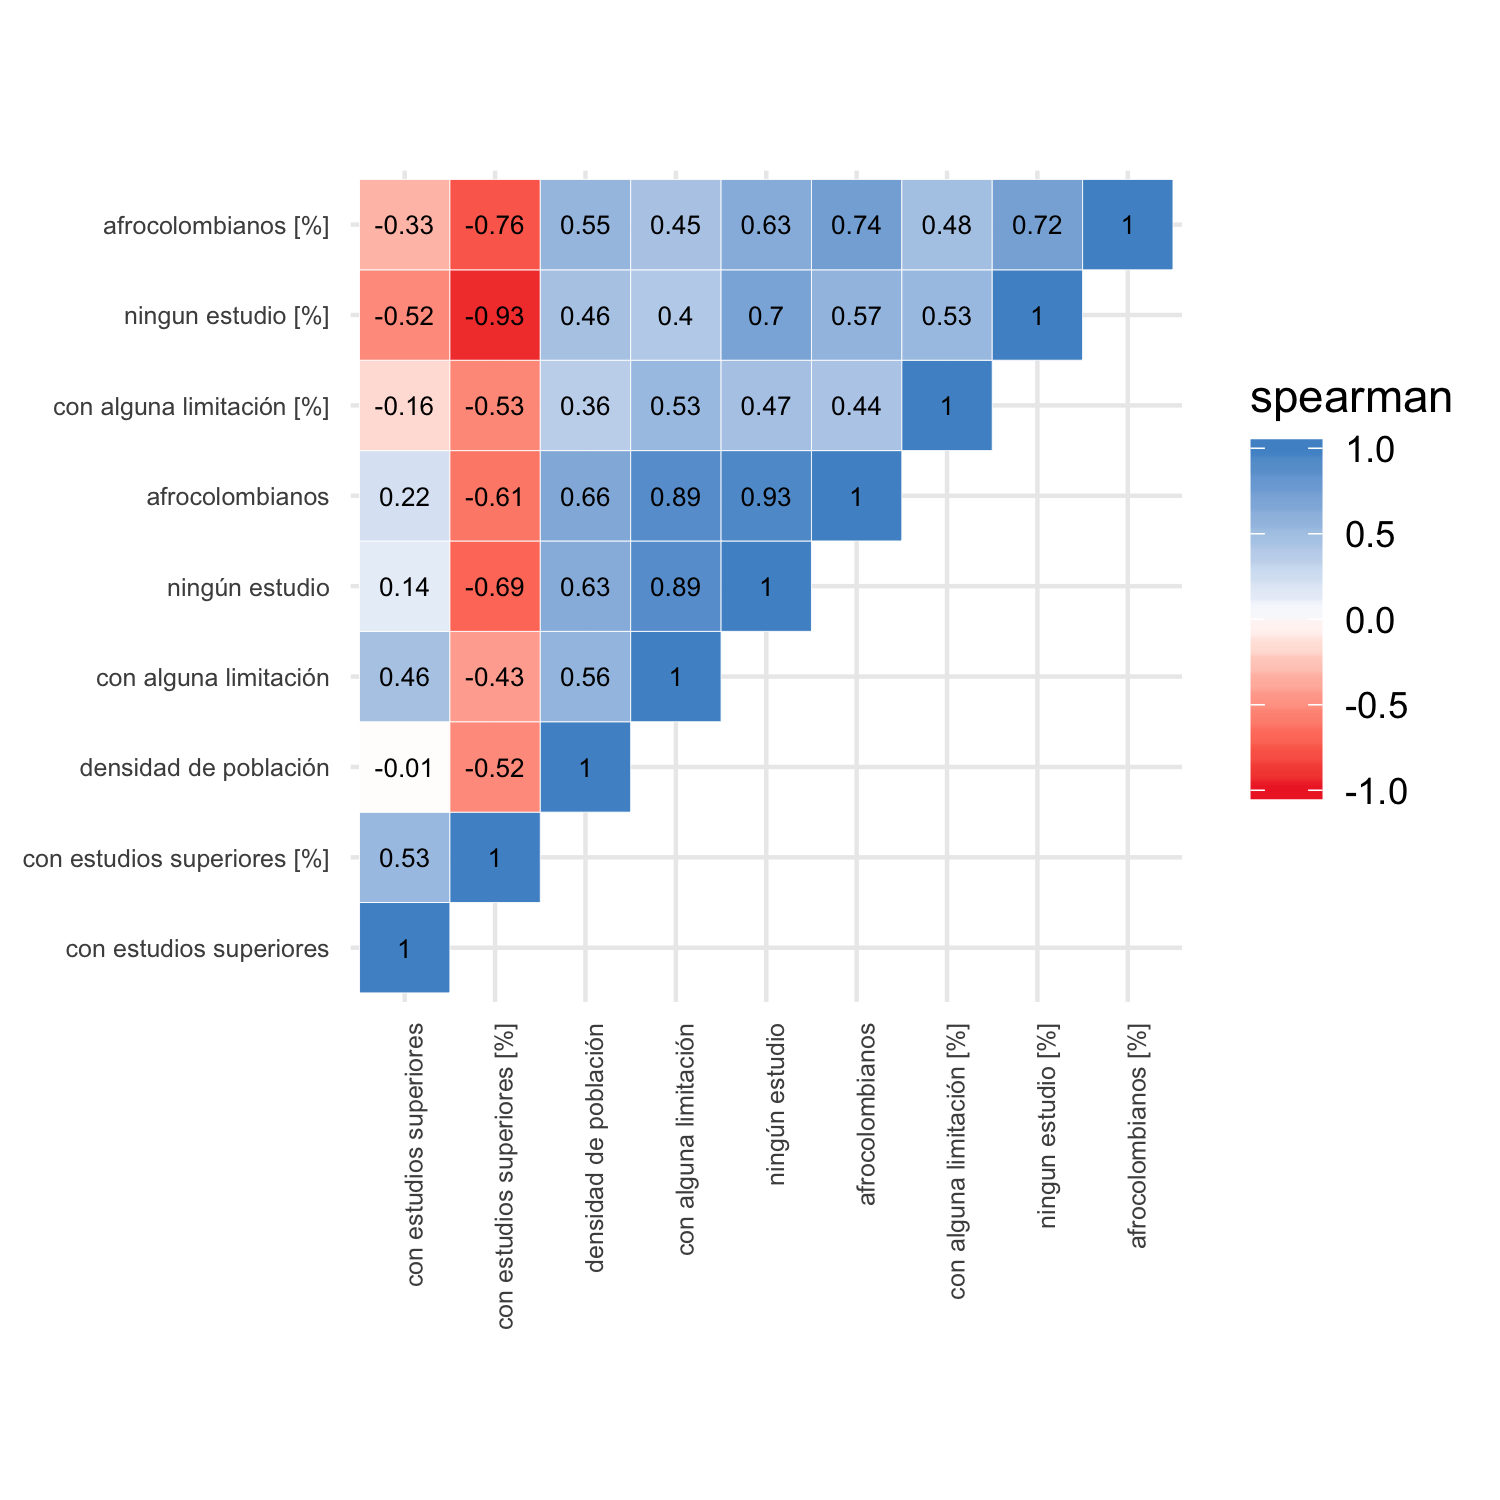 afrocolombianos [%] -0.33 -0.76 0.55 0.45 0.63 0.74 0.48 0.72 1
ningun estudio [%] -0.52 -0.93 0.46 0.4 0.7 0.57 0.53 1
con alguna limitación [%] -0.16 -0.53 0.36 0.53 0.47 0.44 1
afrocolombianos 0.22 -0.61 0.66 0.89 0.93 1
ningún estudio 0.14 -0.69 0.63 0.89 1
con alguna limitación 0.46 -0.43 0.56 1
densidad de población -0.01 -0.52 1
con estudios superiores [%] 0.53 1
con estudios superiores 1
con estudios superiores
con estudios superiores [%]
densidad de población
con alguna limitación
ningún estudio
afrocolombianos
con alguna limitación [%]
ningun estudio [%]
afrocolombianos [%]
spearman
1.0
0.5
0.0
-0.5
-1.0